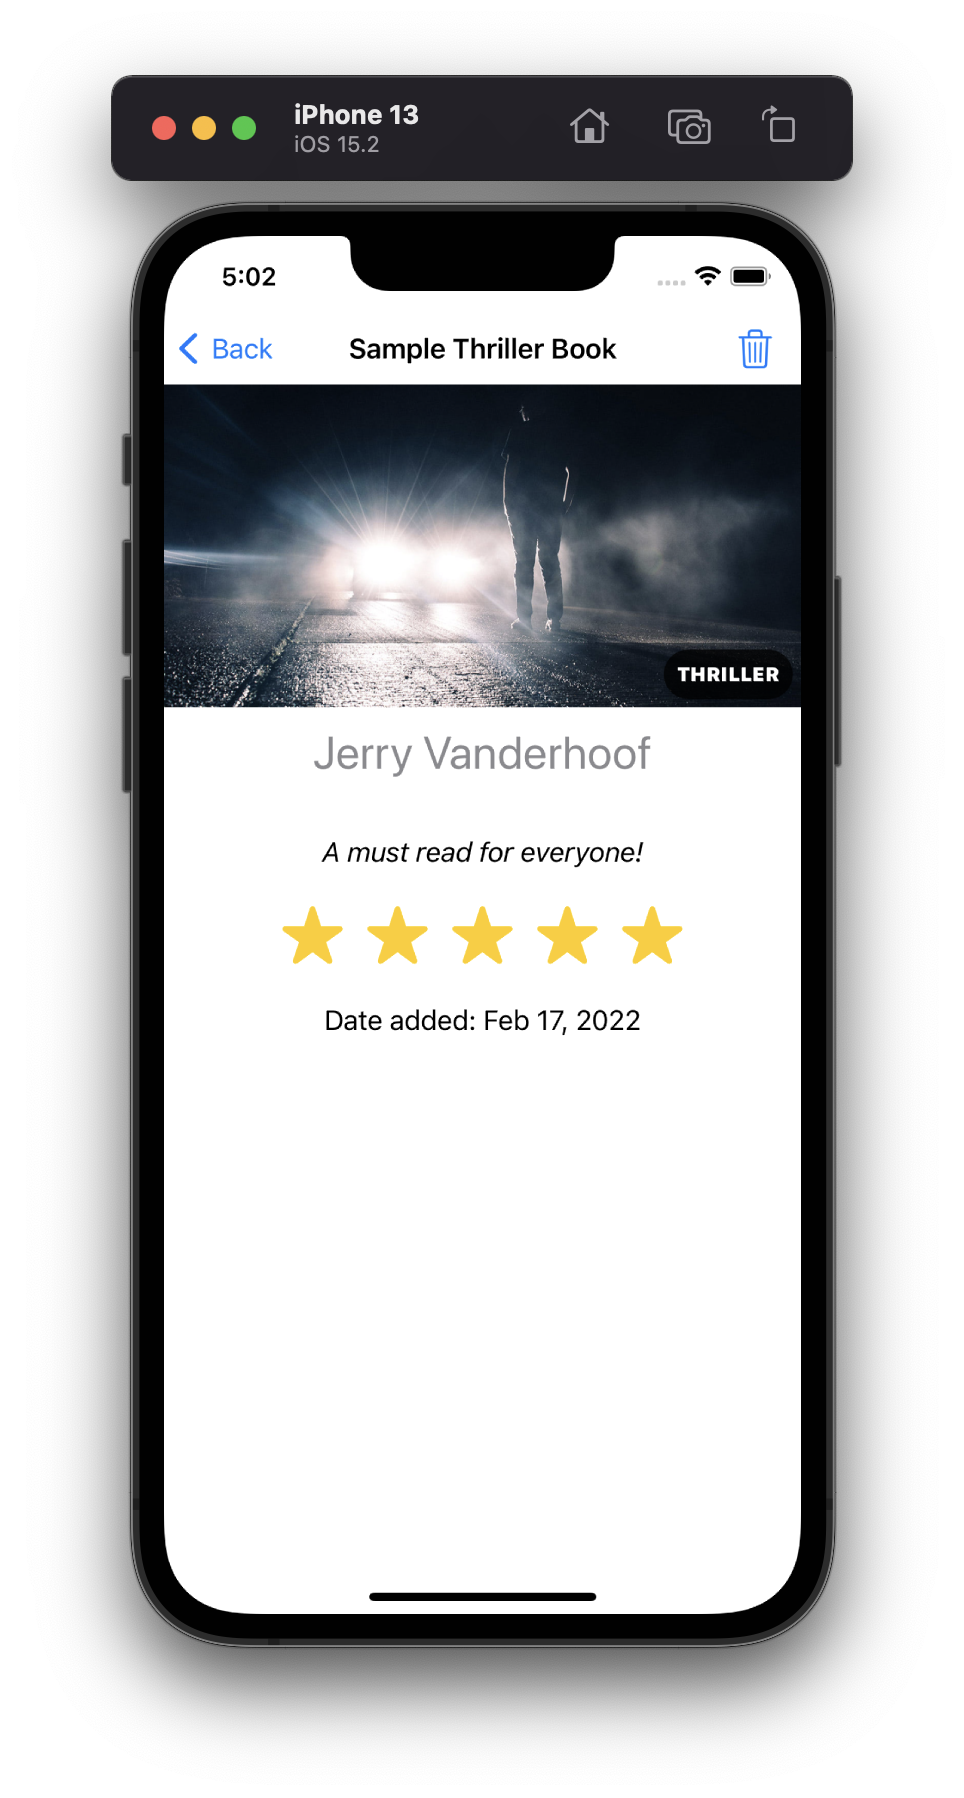 iPhone 13
iOS 15.2
5:02
Back
Sample Thriller Book
THRILLER
Jerry Vanderhoof
A must read for everyone!
Date added: Feb 17, 2022